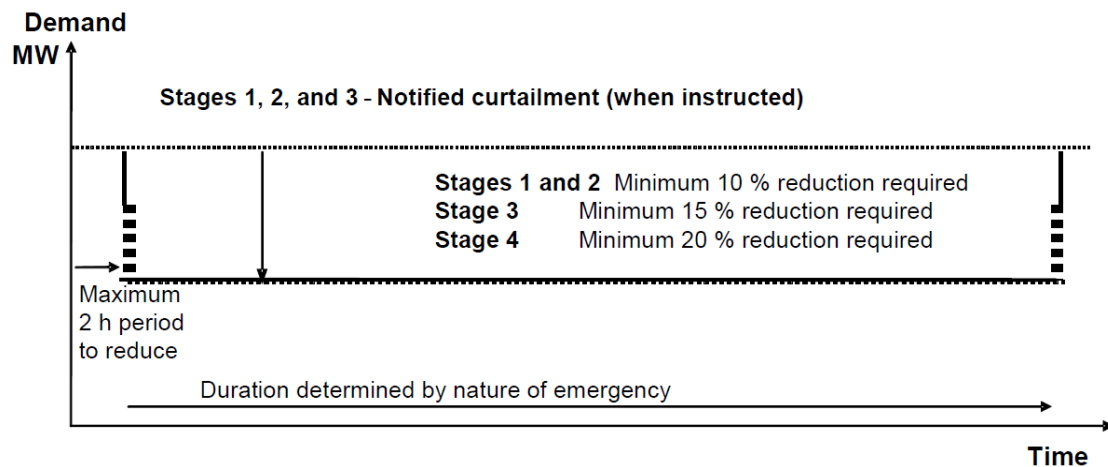 Demand
MW
Stages 1, 2, and 3 - Notified curtailment (when instructed)
Stages 1 and 2 Minimum 10 % reduction required
Stage 3 Minimum 15 % reduction required
Stage 4 Minimum 20 % reduction required
Maximum
2 h period
to reduce
Duration determined by nature of emergency
Time